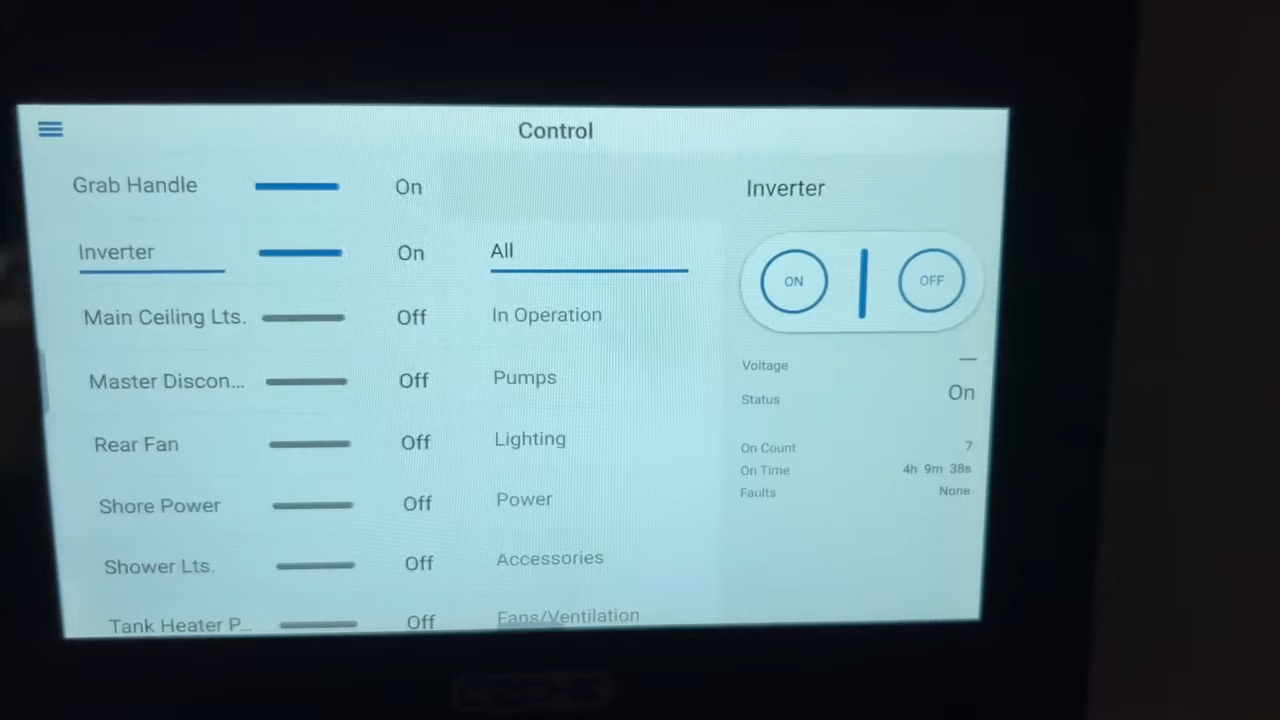 Control
Grab Handle On
Inverter On
Main Ceiling Lts. Off
Master Discon... Off
Rear Fan Off
Shore Power Off
Shower Lts. Off
Tank Heater P... Off
All
In Operation
Pumps
Lighting
Power
Accessories
Fans/Ventilation
Inverter
ON OFF
Voltage —
Status On
On Count 7
On Time 4h 9m 38s
Faults None